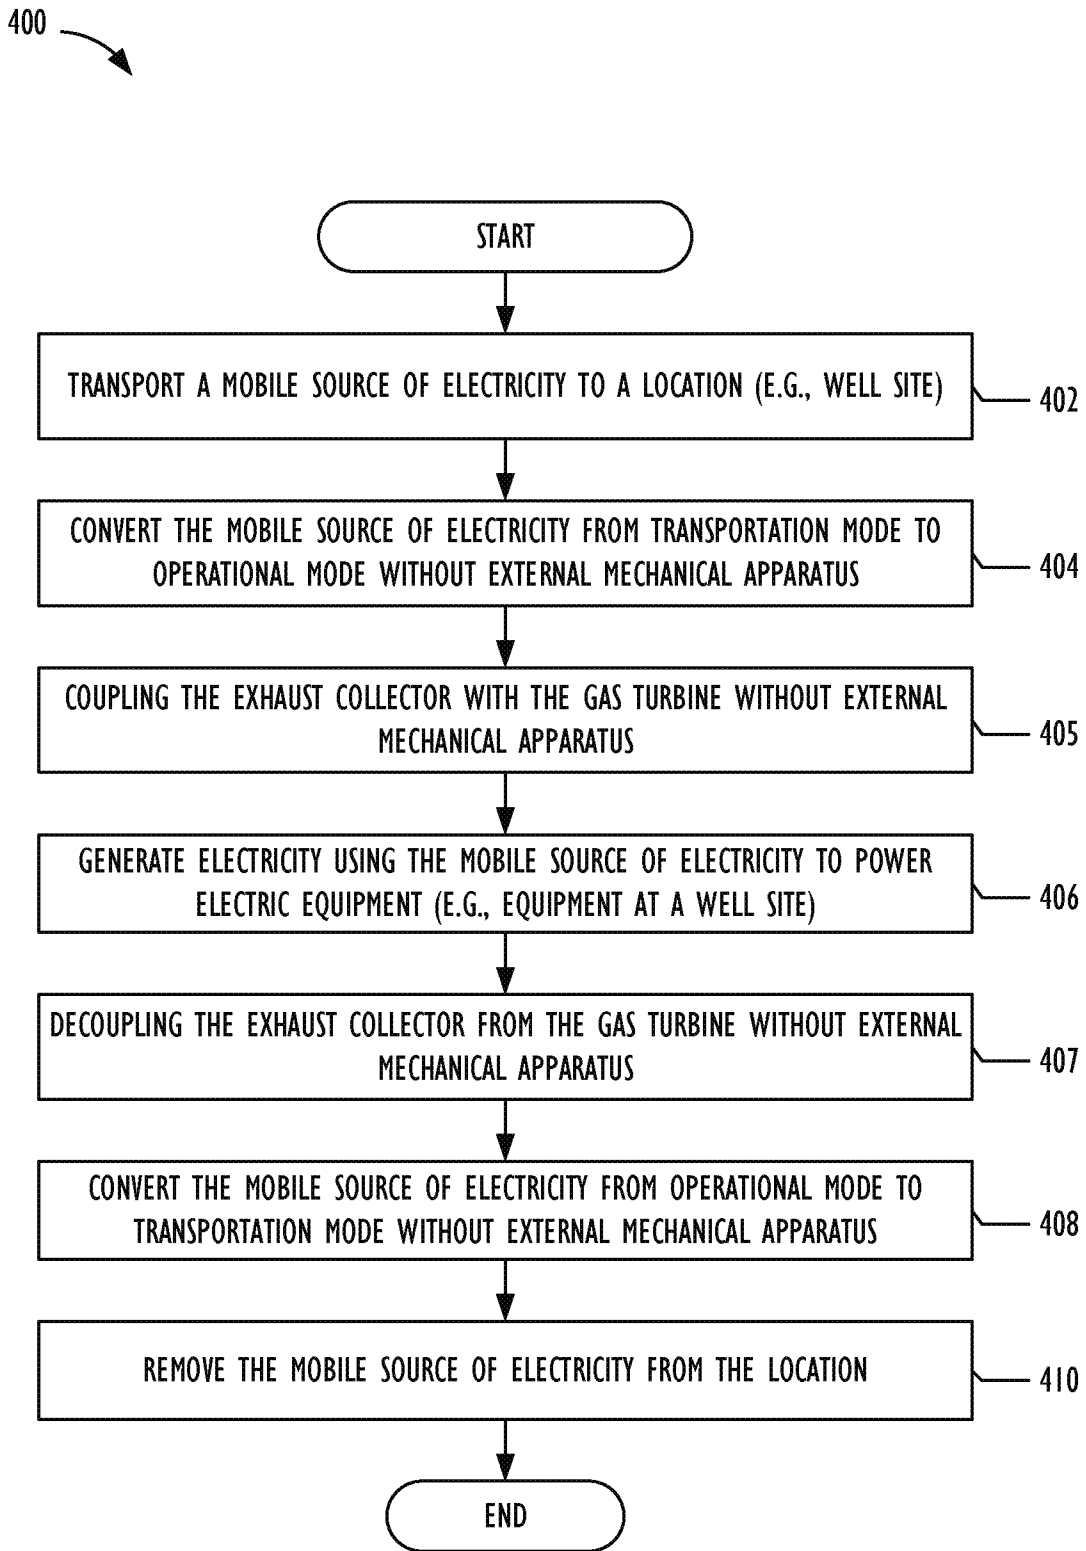 400
START
TRANSPORT A MOBILE SOURCE OF ELECTRICITY TO A LOCATION (E.G., WELL SITE)
402
CONVERT THE MOBILE SOURCE OF ELECTRICITY FROM TRANSPORTATION MODE TO
OPERATIONAL MODE WITHOUT EXTERNAL MECHANICAL APPARATUS
404
COUPLING THE EXHAUST COLLECTOR WITH THE GAS TURBINE WITHOUT EXTERNAL
MECHANICAL APPARATUS
405
GENERATE ELECTRICITY USING THE MOBILE SOURCE OF ELECTRICITY TO POWER
ELECTRIC EQUIPMENT (E.G., EQUIPMENT AT A WELL SITE)
406
DECOUPLING THE EXHAUST COLLECTOR FROM THE GAS TURBINE WITHOUT EXTERNAL
MECHANICAL APPARATUS
407
CONVERT THE MOBILE SOURCE OF ELECTRICITY FROM OPERATIONAL MODE TO
TRANSPORTATION MODE WITHOUT EXTERNAL MECHANICAL APPARATUS
408
REMOVE THE MOBILE SOURCE OF ELECTRICITY FROM THE LOCATION
410
END